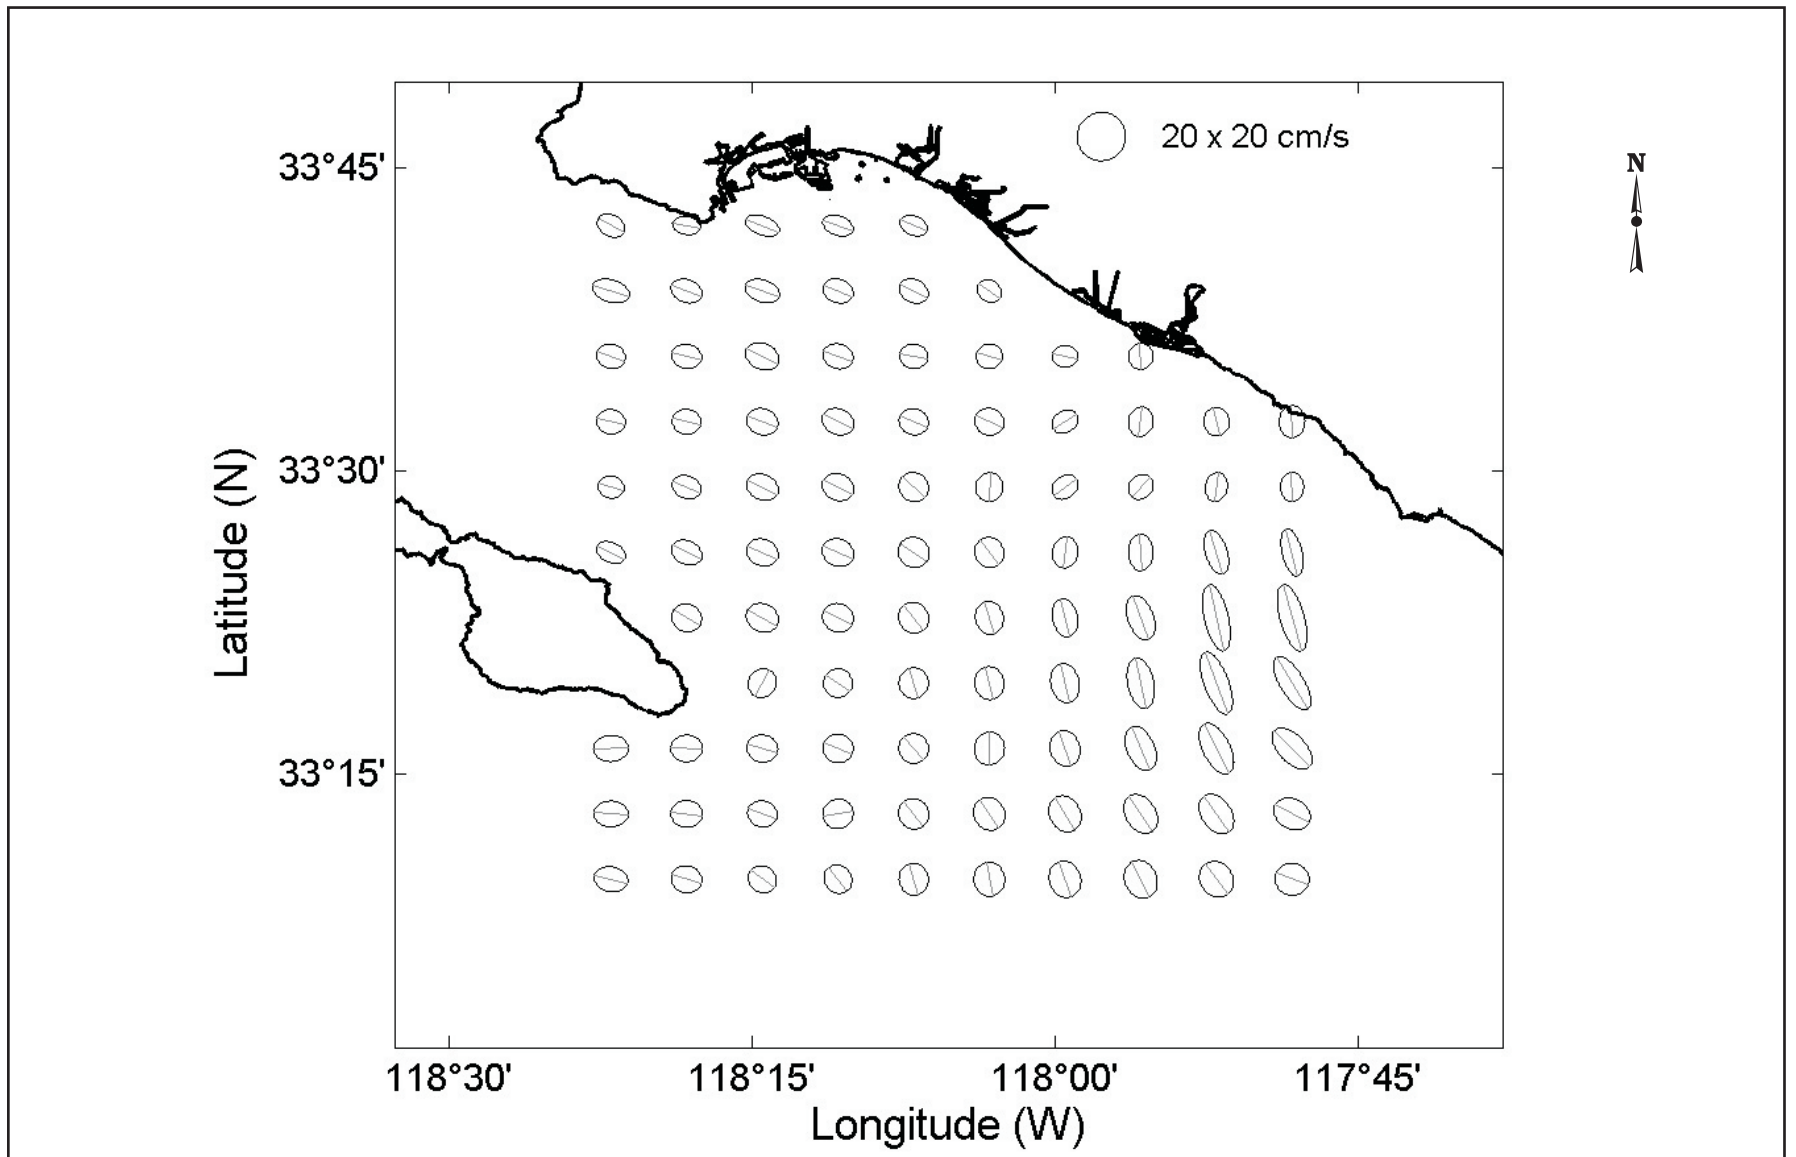 20 x 20 cm/s
N
33°45'
33°30'
33°15'
Latitude (N)
118°30' 118°15' 118°00' 117°45'
Longitude (W)